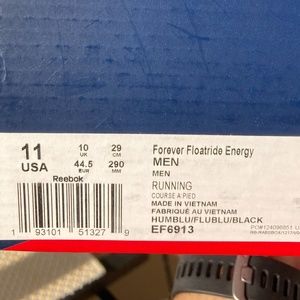 11
USA
10
UK
44.5
EUR
29
CM
290
MM
Reebok
1 93101 51327 9
Forever Floatride Energy
MEN
MEN
RUNNING
COURSE A PIED
MADE IN VIETNAM
FABRIQUÉ AU VIETNAM
HUMBLU/FLUBLU/BLACK
EF6913